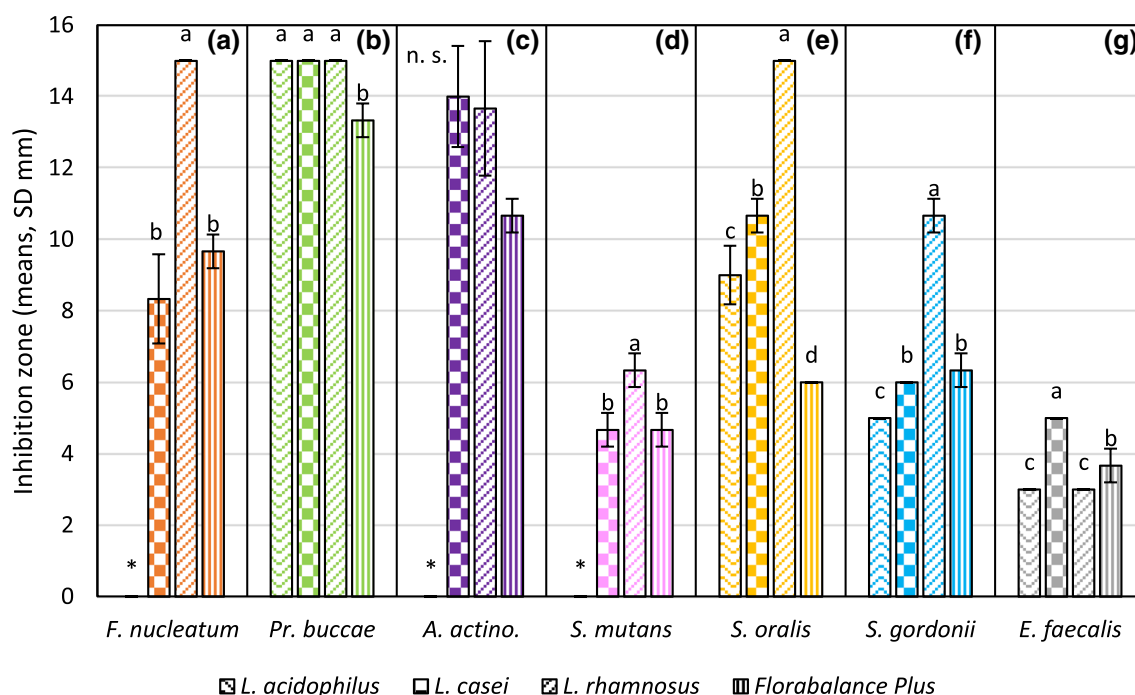 Inhibition zone (means, SD mm)
16
14
12
10
8
6
4
2
0
(a)
(b)
(c)
(d)
(e)
(f)
(g)
* b a b
a a a b
n. s.
*
* b a b
c b a d
c b a b
c a c b
F. nucleatum
Pr. buccae
A. actino.
S. mutans
S. oralis
S. gordonii
E. faecalis
L. acidophilus L. casei L. rhamnosus Florabalance Plus